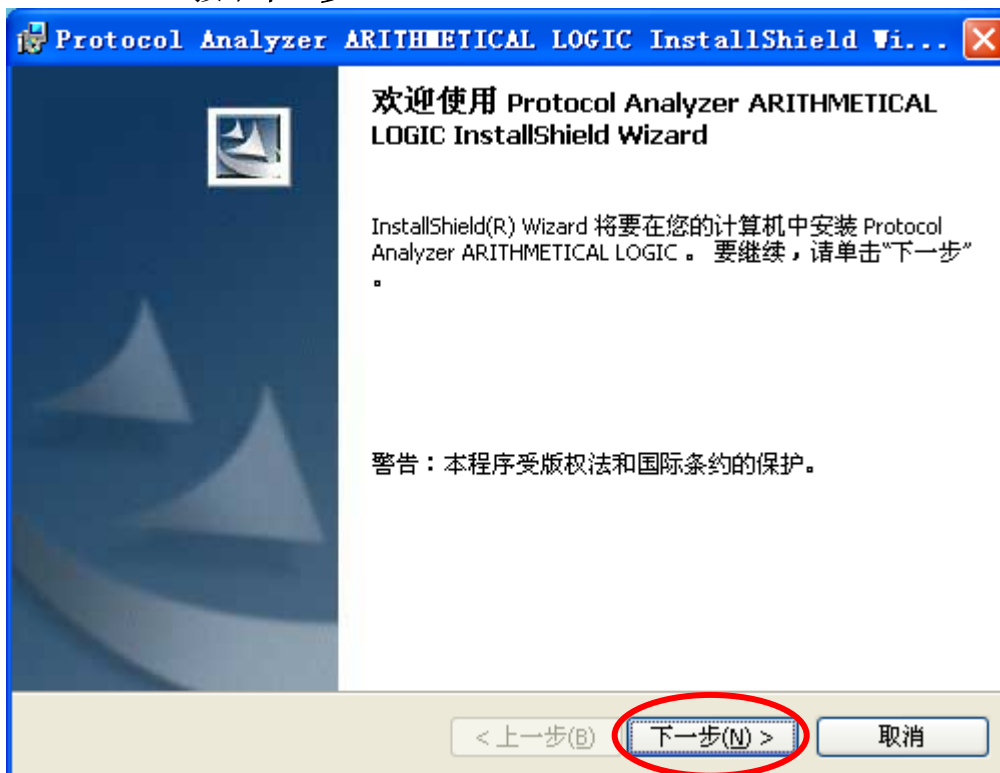 Protocol Analyzer ARITHMETICAL LOGIC InstallShield Wi...
欢迎使用 Protocol Analyzer ARITHMETICAL
LOGIC InstallShield Wizard
InstallShield(R) Wizard 将要在您的计算机中安装 Protocol
Analyzer ARITHMETICAL LOGIC 。 要继续，请单击“下一步”
。
警告：本程序受版权法和国际条约的保护。
<上一步(B) 下一步(N) > 取消